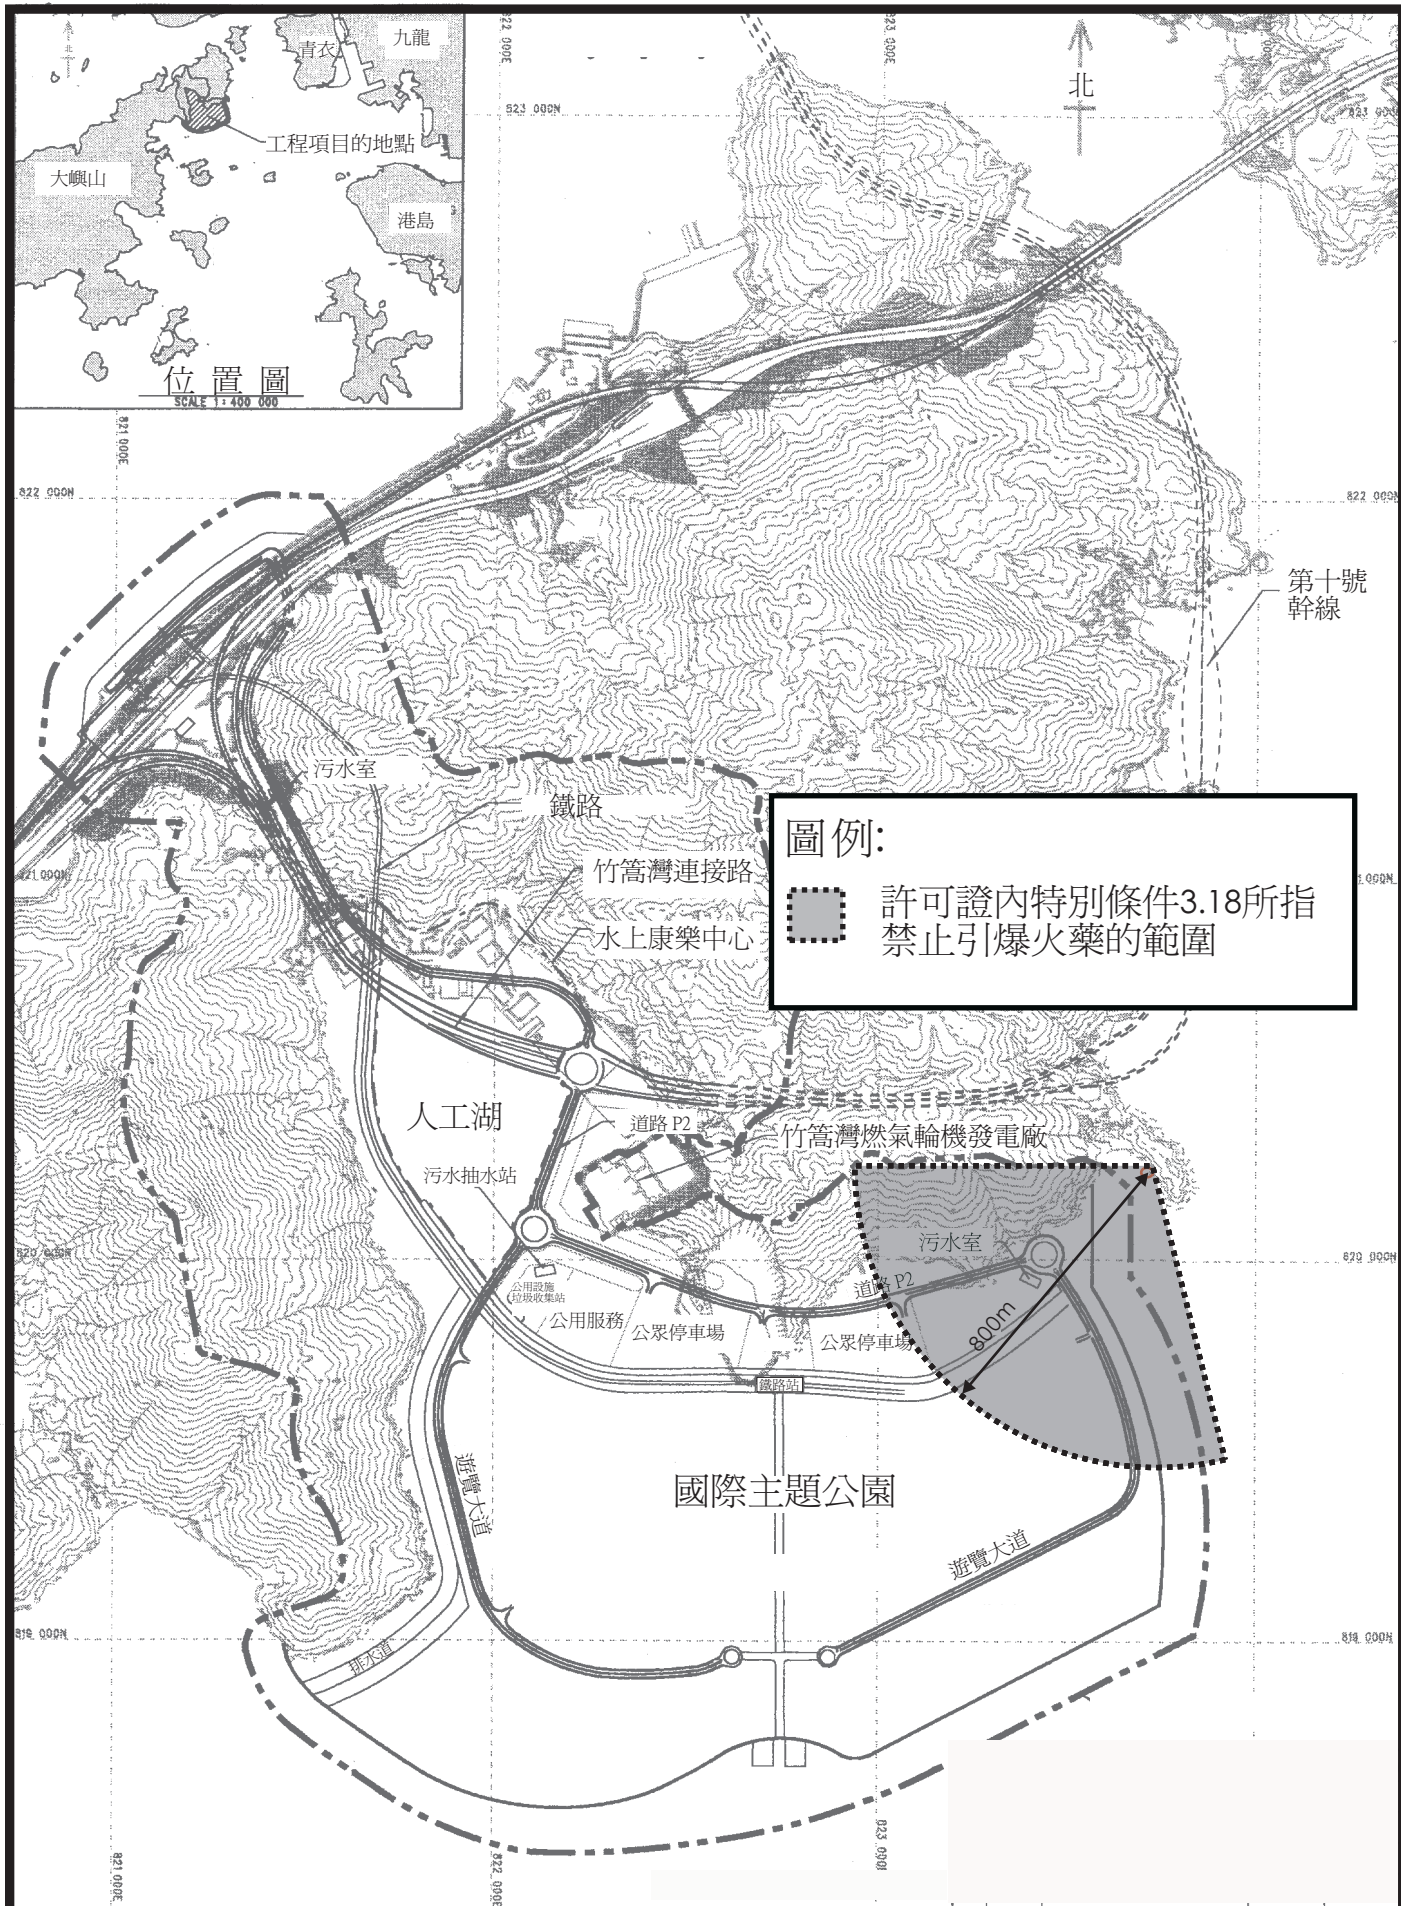 822 000E
823 000E
北
青衣
九龍
823 000N
823 000
北
工程項目的地點
大嶼山
港島
位置圖
SCALE 1:400 000
821 000E
822 000N
822 000N
第十號
幹線
污水室
鐵路
圖例:
許可證內特別條件3.18所指
禁止引爆火藥的範圍
竹篙灣連接路
水上康樂中心
人工湖
道路 P2
竹篙灣燃氣輪機發電廠
污水抽水站
污水室
820 000N
820 000N
道路 P2
公用設施
垃圾收集站
公用服務
公眾停車場
公眾停車場
800m
鐵路站
遊覽大道
國際主題公園
遊覽大道
819 000N
819 000N
排水道
821 000E
822 000E
823 000